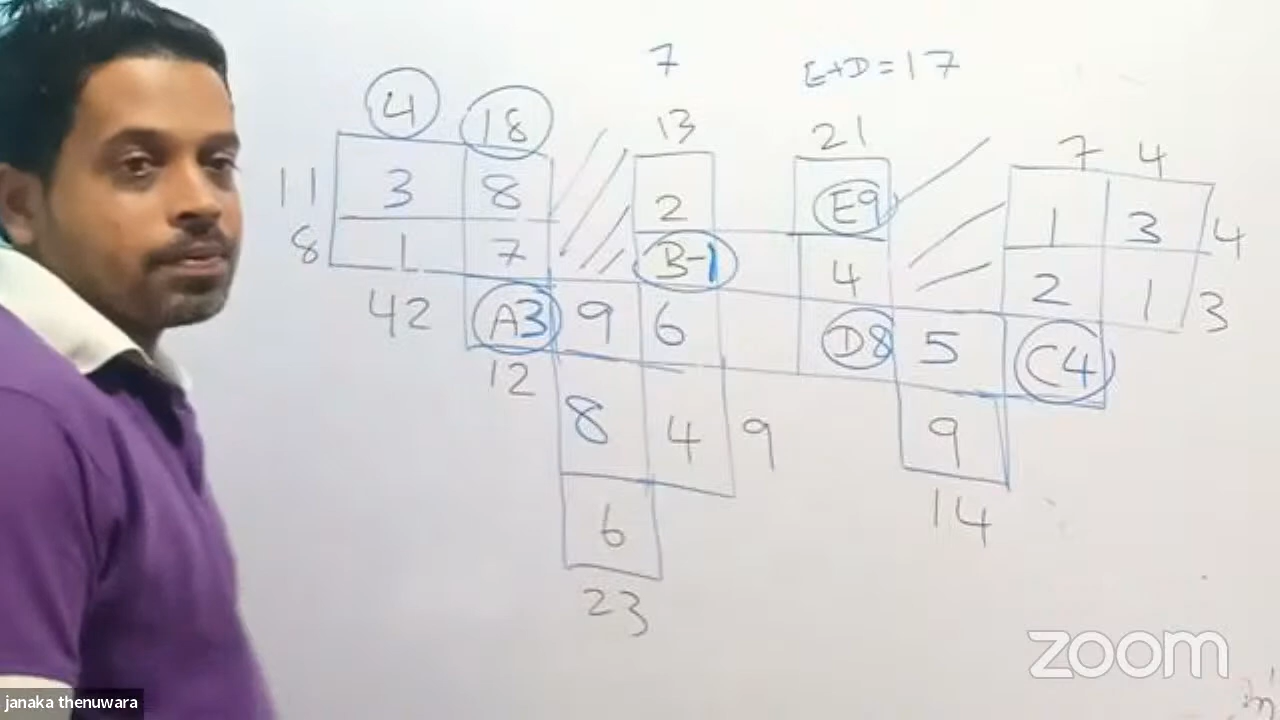 7 E+D=17
4 18 13 21 7 4
11 3 8 2 E9 1 3 4
8 1 7 B-1 4 2 1 3
42 A3 9 6 D8 5 C4
12 8 4 9 9
6 14
23
zoom
janaka thenuwara